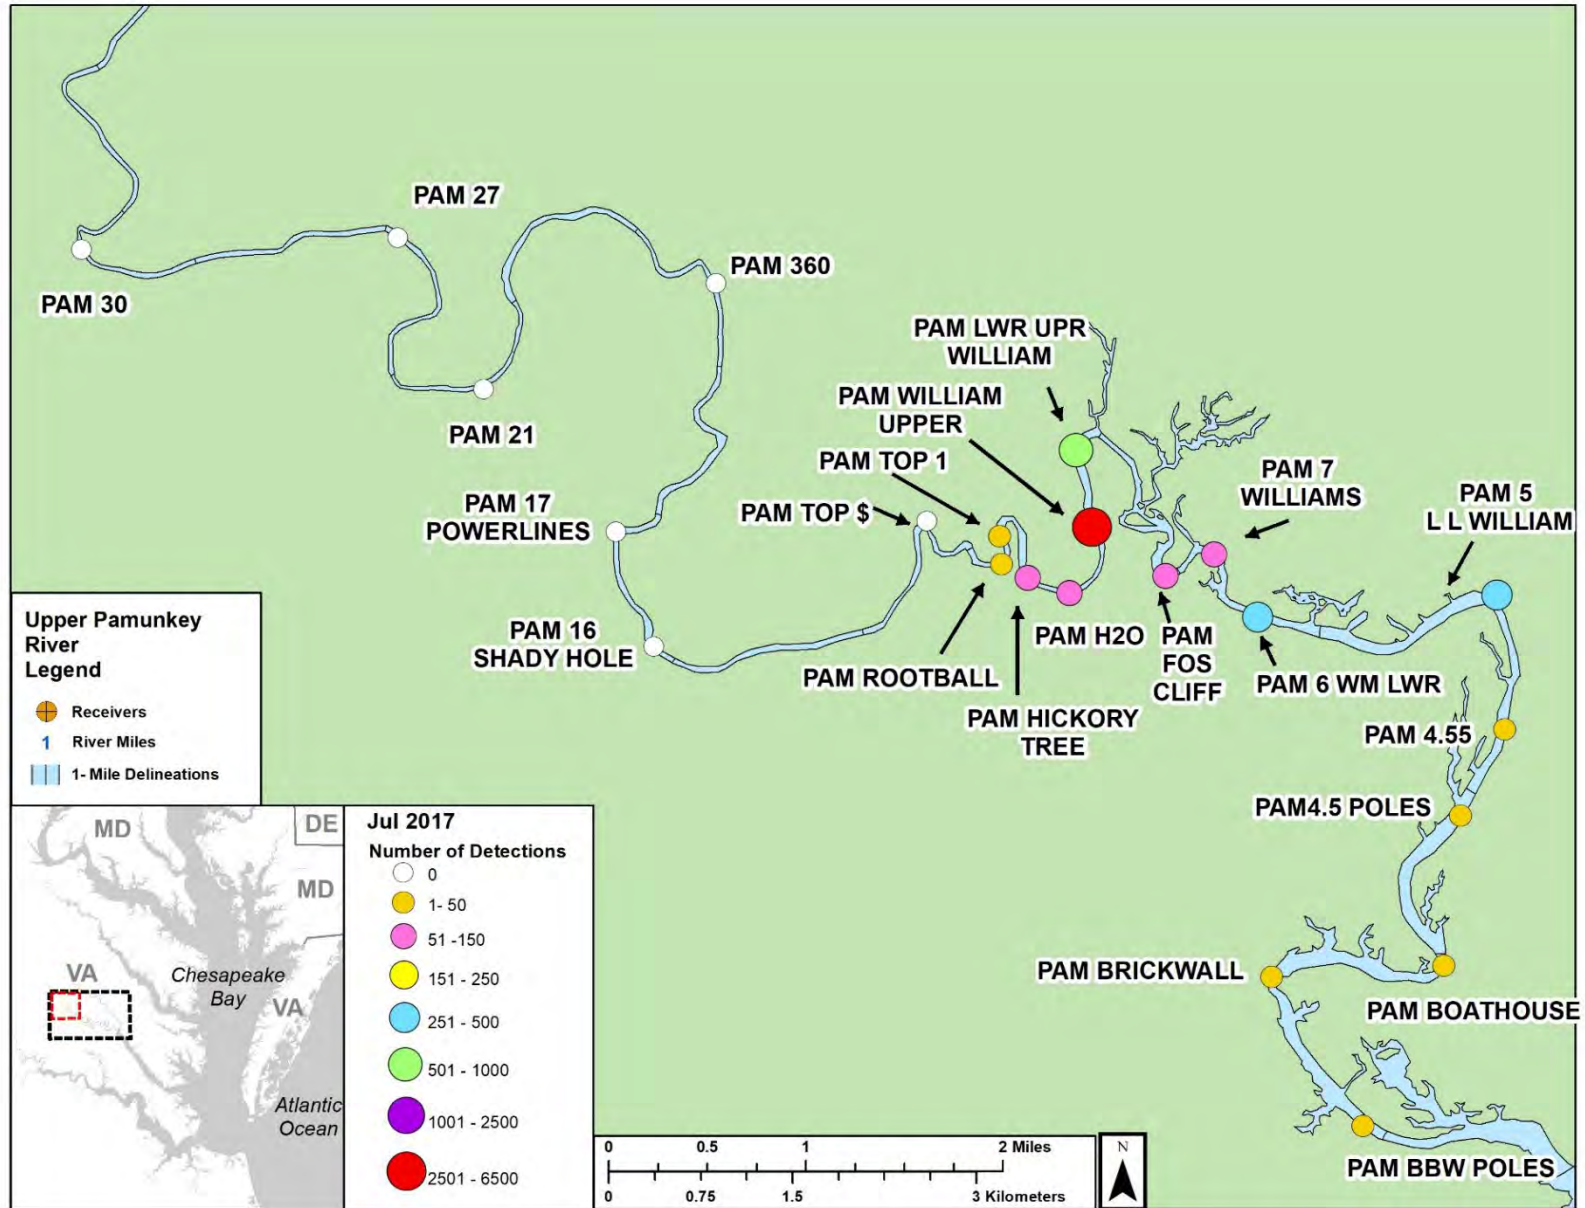 PAM 27
PAM 30
PAM 360
PAM 21
PAM LWR UPR
WILLIAM
PAM WILLIAM
UPPER
PAM TOP 1
PAM TOP $
PAM 7
WILLIAMS
PAM 5
L L WILLIAM
PAM 17
POWERLINES
PAM 16
SHADY HOLE
PAM ROOTBALL
PAM HICKORY
TREE
PAM H2O
PAM
FOS
CLIFF
PAM 6 WM LWR
PAM 4.55
PAM4.5 POLES
PAM BRICKWALL
PAM BOATHOUSE
PAM BBW POLES
Upper Pamunkey
River
Legend
Receivers
1 River Miles
1- Mile Delineations
MD
DE
MD
VA
Chesapeake
Bay
VA
Atlantic
Ocean
Jul 2017
Number of Detections
0
1- 50
51 -150
151 - 250
251 - 500
501 - 1000
1001 - 2500
2501 - 6500
0 0.5 1 2 Miles
0 0.75 1.5 3 Kilometers
N